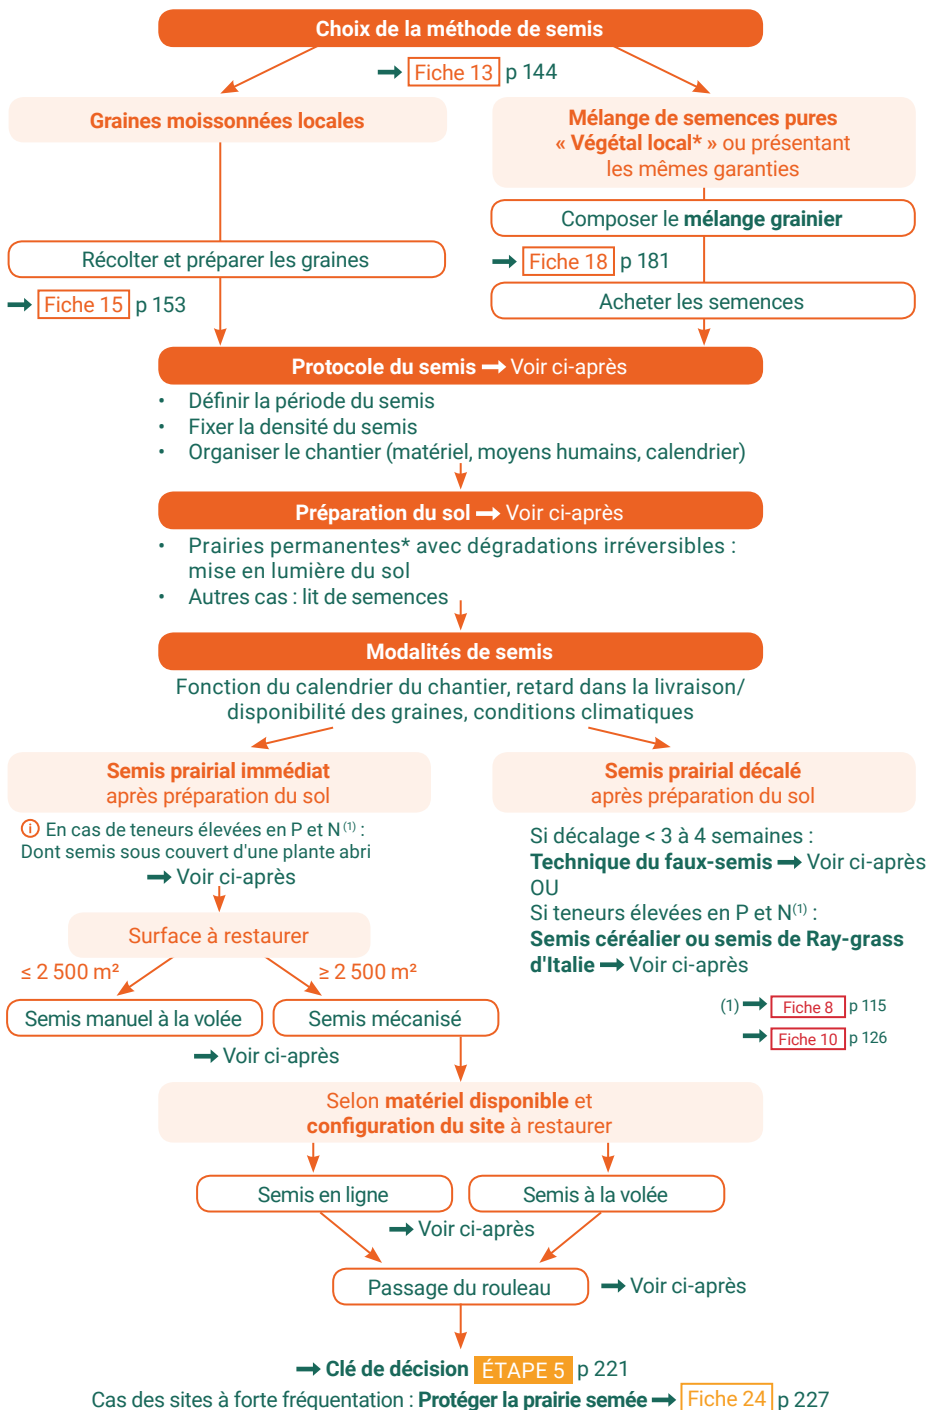 Choix de la méthode de semis
➞ Fiche 13 p 144
Graines moissonnées locales
Mélange de semences pures
« Végétal local* » ou présentant
les mêmes garanties
Composer le mélange grainier
Récolter et préparer les graines
➞ Fiche 18 p 181
➞ Fiche 15 p 153
Acheter les semences
Protocole du semis ➞ Voir ci-après
• Définir la période du semis
• Fixer la densité du semis
• Organiser le chantier (matériel, moyens humains, calendrier)
Préparation du sol ➞ Voir ci-après
• Prairies permanentes* avec dégradations irréversibles :
mise en lumière du sol
• Autres cas : lit de semences
Modalités de semis
Fonction du calendrier du chantier, retard dans la livraison/
disponibilité des graines, conditions climatiques
Semis prairial immédiat
après préparation du sol
ⓘ En cas de teneurs élevées en P et N(1) :
Dont semis sous couvert d'une plante abri
➞ Voir ci-après
Semis prairial décalé
après préparation du sol
Si décalage < 3 à 4 semaines :
Technique du faux-semis ➞ Voir ci-après
OU
Si teneurs élevées en P et N(1) :
Semis céréalier ou semis de Ray-grass
d'Italie ➞ Voir ci-après
(1) ➞ Fiche 8 p 115
➞ Fiche 10 p 126
Surface à restaurer
≤ 2 500 m²
≥ 2 500 m²
Semis manuel à la volée
Semis mécanisé
➞ Voir ci-après
Selon matériel disponible et
configuration du site à restaurer
Semis en ligne
Semis à la volée
➞ Voir ci-après
Passage du rouleau
➞ Voir ci-après
➞ Clé de décision ÉTAPE 5 p 221
Cas des sites à forte fréquentation : Protéger la prairie semée ➞ Fiche 24 p 227